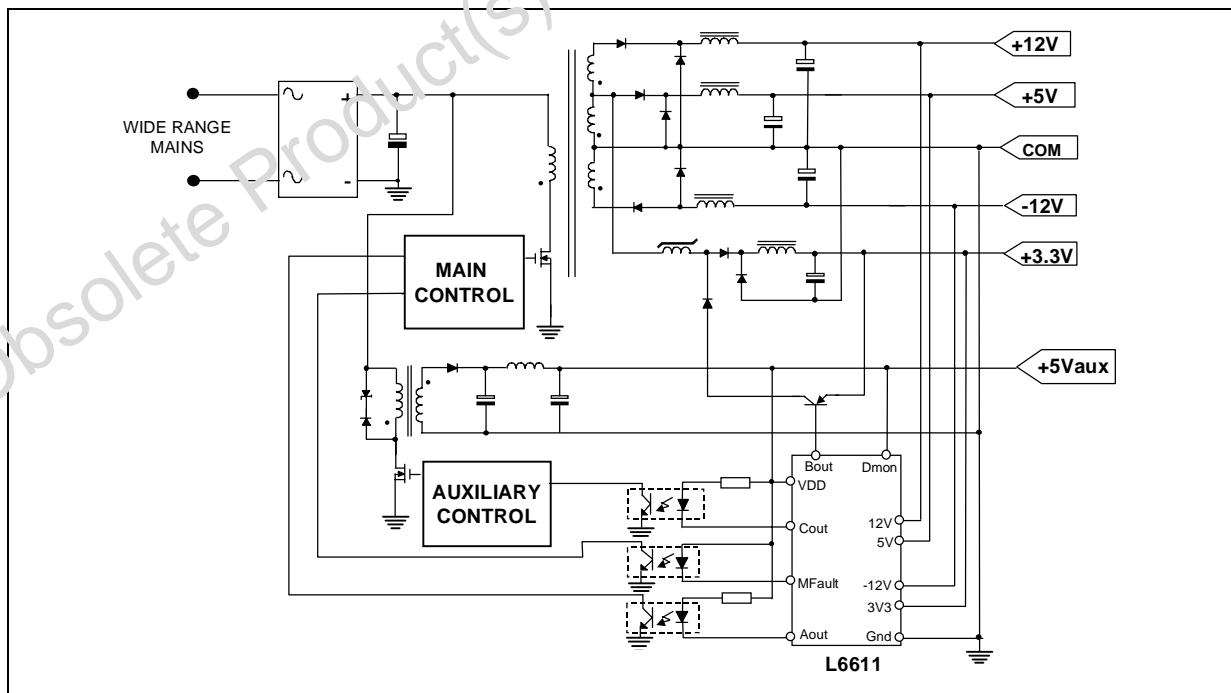 Obsolete Product(s)
+12V
+5V
WIDE RANGE
MAINS
+
-
COM
-12V
+3.3V
MAIN
CONTROL
+5Vaux
Bout
Dmon
VDD
AUXILIARY
CONTROL
Cout
12V
5V
MFault
-12V
3V3
Aout
Gnd
L6611